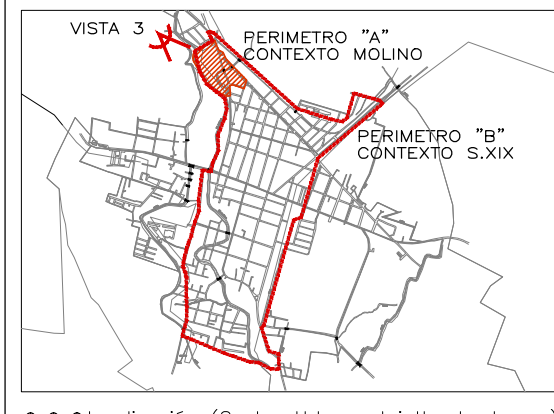 VISTA 3
PERIMETRO "A"
CONTEXTO MOLINO
PERIMETRO "B"
CONTEXTO S.XIX